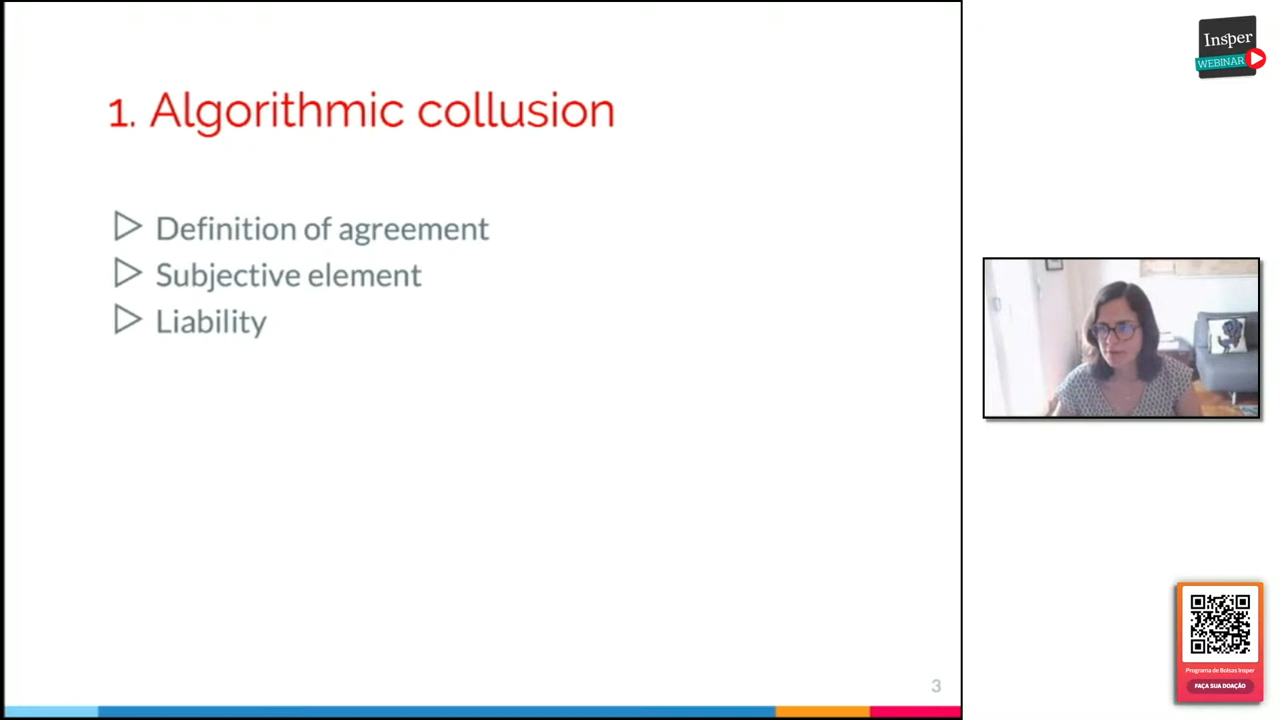 1. Algorithmic collusion
Definition of agreement
Subjective element
Liability
3
Insper
WEBINAR
Programa de Bolsas Insper
FAÇA SUA DOAÇÃO